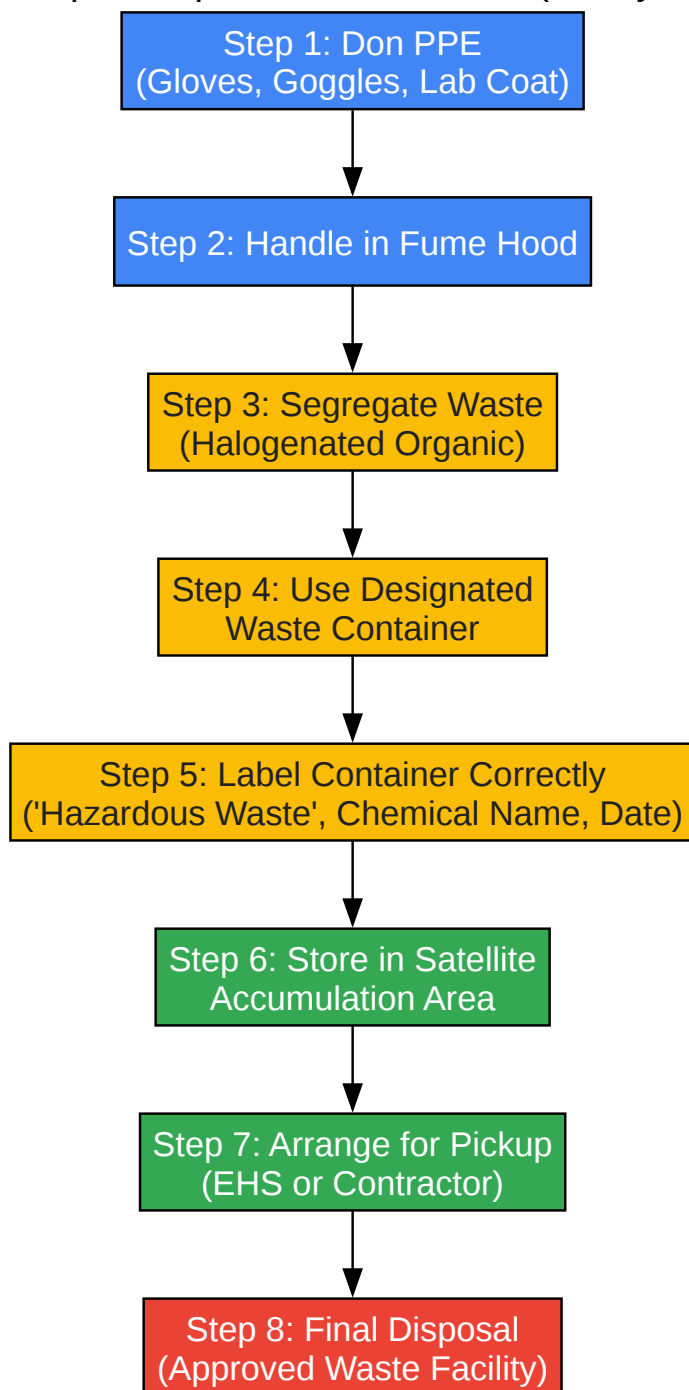 Step 1: Don PPE
(Gloves, Goggles, Lab Coat)
Step 2: Handle in Fume Hood
Step 3: Segregate Waste
(Halogenated Organic)
Step 4: Use Designated
Waste Container
Step 5: Label Container Correctly
('Hazardous Waste', Chemical Name, Date)
Step 6: Store in Satellite
Accumulation Area
Step 7: Arrange for Pickup
(EHS or Contractor)
Step 8: Final Disposal
(Approved Waste Facility)